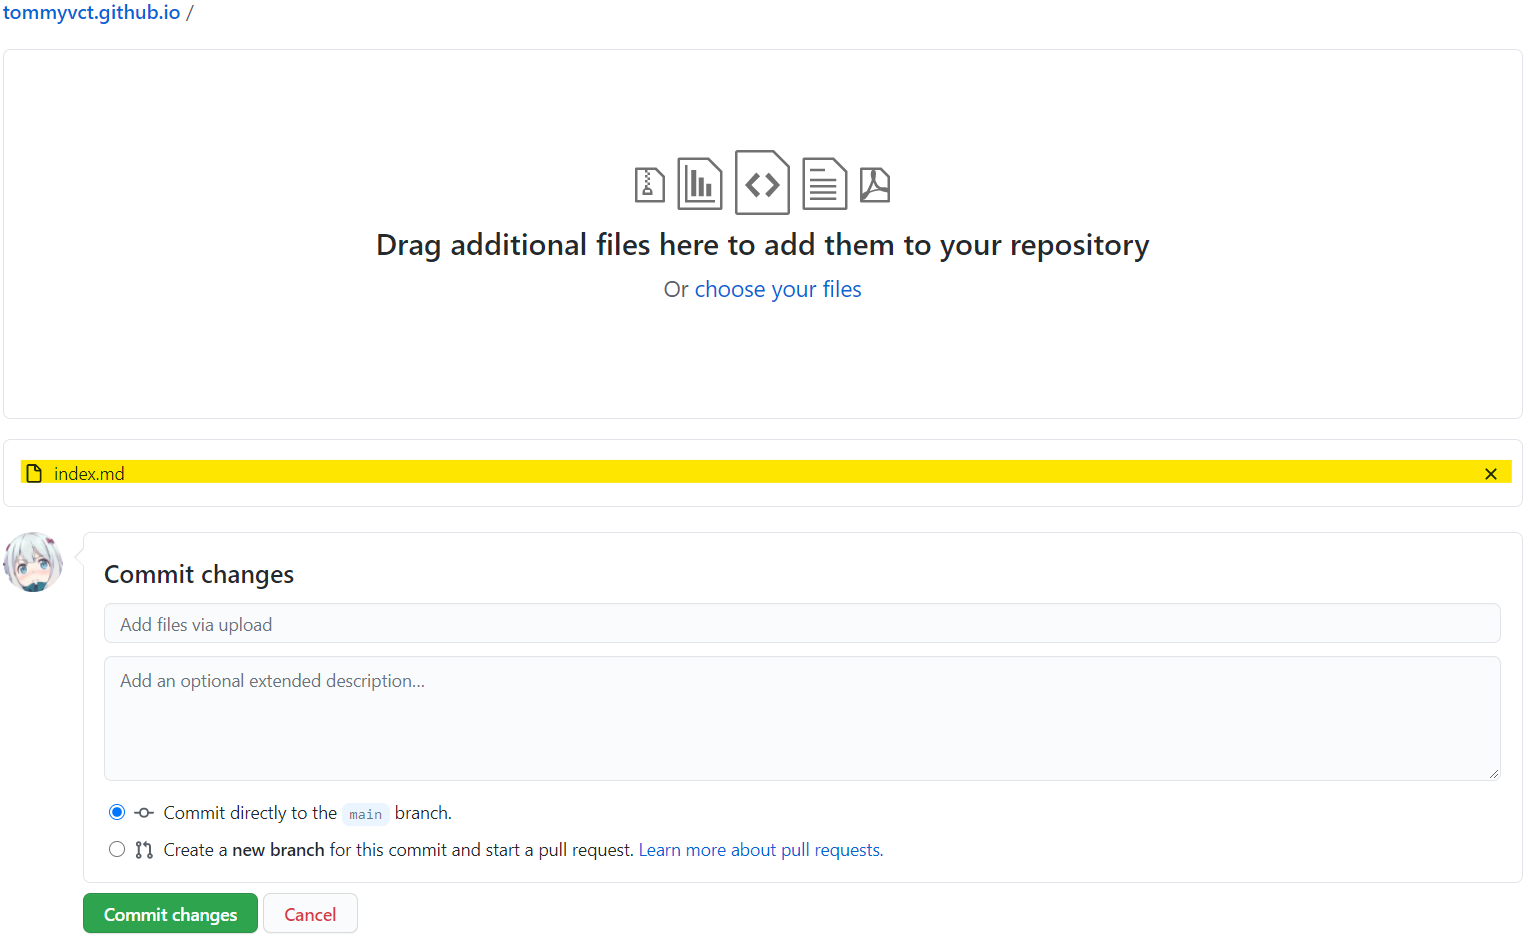 tommyvct.github.io /
Drag additional files here to add them to your repository
Or choose your files
index.md
Commit changes
Add files via upload
Add an optional extended description...
Commit directly to the main branch.
Create a new branch for this commit and start a pull request. Learn more about pull requests.
Commit changes Cancel